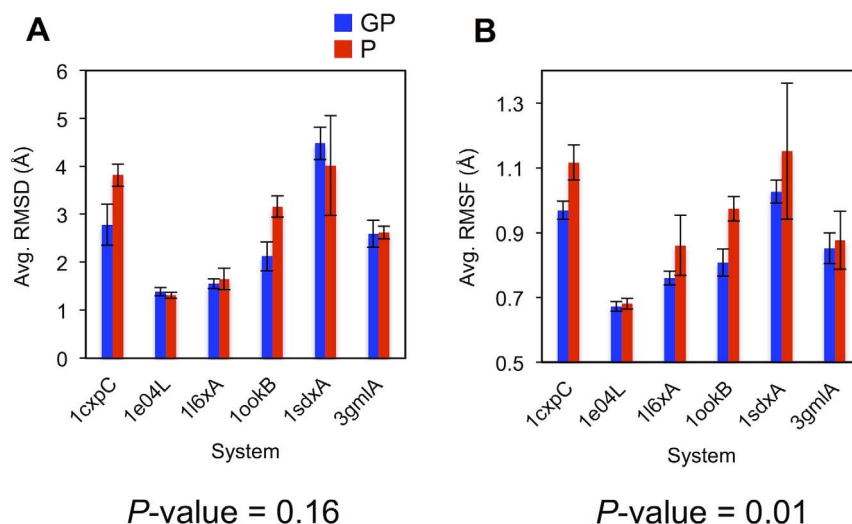 A
GP
P
B
Avg. RMSD (Å)
6
5
4
3
2
1
0
1cxpC
1e04L
1l6xA
1ookB
1sdxA
3gmlA
System
P-value = 0.16
Avg. RMSF (Å)
1.3
1.1
0.9
0.7
0.5
1cxpC
1e04L
1l6xA
1ookB
1sdxA
3gmlA
System
P-value = 0.01